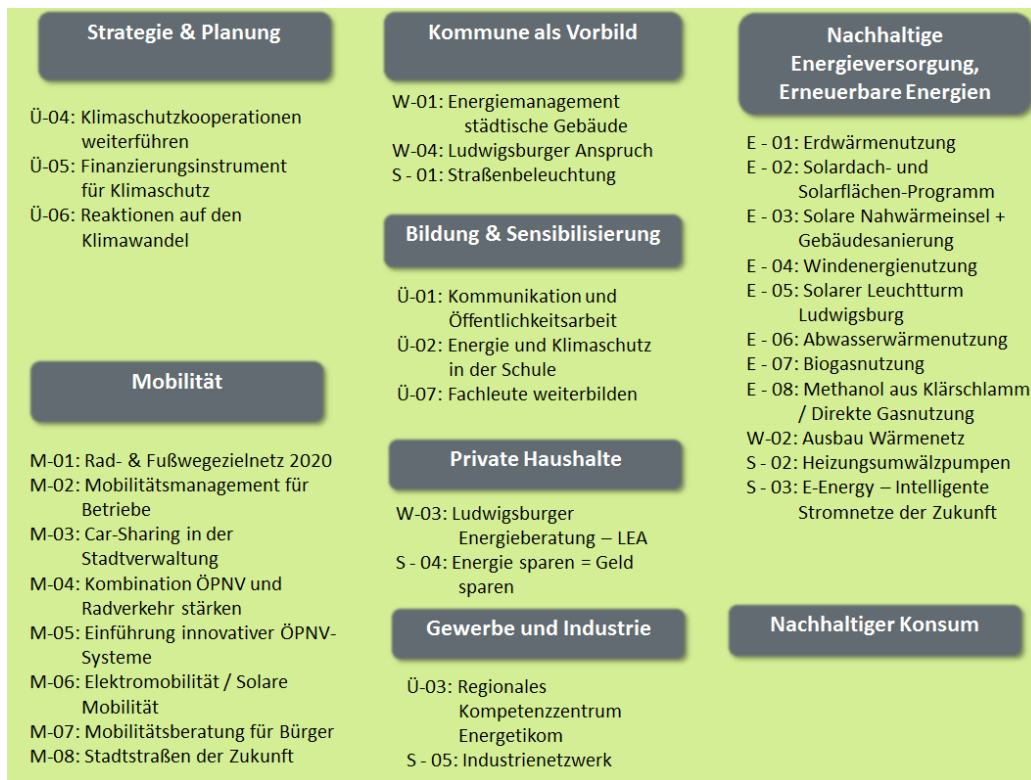 Strategie & Planung
Ü-04: Klimaschutzkooperationen
weiterführen
Ü-05: Finanzierungsinstrument
für Klimaschutz
Ü-06: Reaktionen auf den
Klimawandel
Mobilität
M-01: Rad- & Fußwegezielnetz 2020
M-02: Mobilitätsmanagement für
Betriebe
M-03: Car-Sharing in der
Stadtverwaltung
M-04: Kombination ÖPNV und
Radverkehr stärken
M-05: Einführung innovativer ÖPNV-
Systeme
M-06: Elektromobilität / Solare
Mobilität
M-07: Mobilitätsberatung für Bürger
M-08: Stadtstraßen der Zukunft
Kommune als Vorbild
W-01: Energiemanagement
städtische Gebäude
W-04: Ludwigsburger Anspruch
S - 01: Straßenbeleuchtung
Bildung & Sensibilisierung
Ü-01: Kommunikation und
Öffentlichkeitsarbeit
Ü-02: Energie und Klimaschutz
in der Schule
Ü-07: Fachleute weiterbilden
Private Haushalte
W-03: Ludwigsburger
Energieberatung – LEA
S - 04: Energie sparen = Geld
sparen
Gewerbe und Industrie
Ü-03: Regionales
Kompetenzzentrum
Energetikom
S - 05: Industrienetzwerk
Nachhaltige
Energieversorgung,
Erneuerbare Energien
E - 01: Erdwärmenutzung
E - 02: Solardach- und
Solarflächen-Programm
E - 03: Solare Nahwärmeinsel +
Gebäudesanierung
E - 04: Windenergienutzung
E - 05: Solarer Leuchtturm
Ludwigsburg
E - 06: Abwasserwärmenutzung
E - 07: Biogasnutzung
E - 08: Methanol aus Klärschlamm
/ Direkte Gasnutzung
W-02: Ausbau Wärmenetz
S - 02: Heizungsumwälzpumpen
S - 03: E-Energy – Intelligente
Stromnetze der Zukunft
Nachhaltiger Konsum